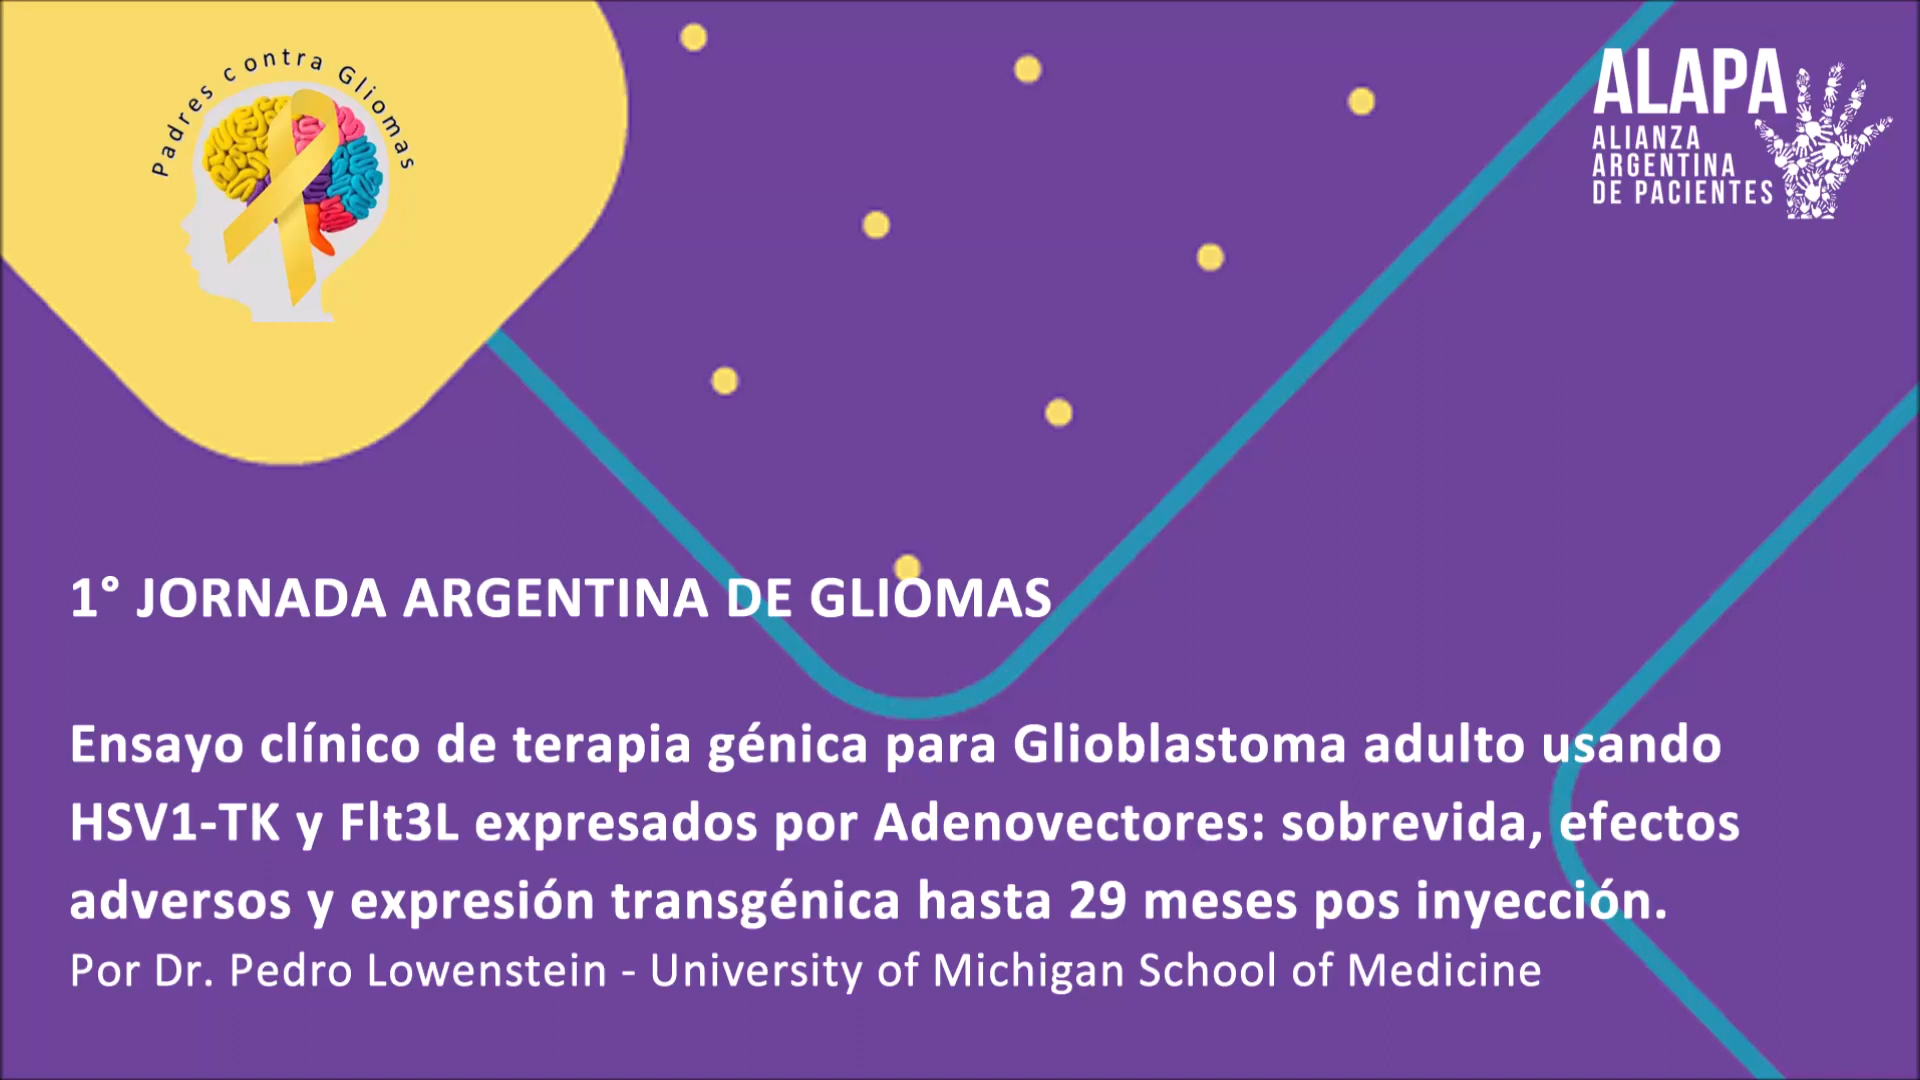 Padres contra Gliomas
ALAPA
ALIANZA
ARGENTINA
DE PACIENTES
1° JORNADA ARGENTINA DE GLIOMAS
Ensayo clínico de terapia génica para Glioblastoma adulto usando
HSV1-TK y Flt3L expresados por Adenovectores: sobrevida, efectos
adversos y expresión transgénica hasta 29 meses pos inyección.
Por Dr. Pedro Lowenstein - University of Michigan School of Medicine